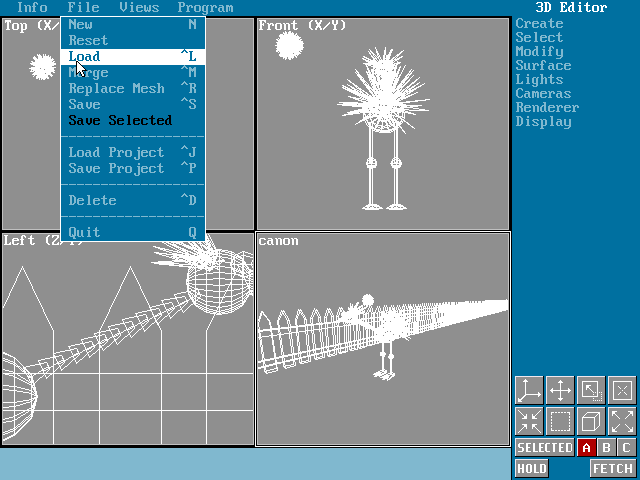 Info File Views Program 3D Editor
Top (X/
New N
Reset
Load ^L
Merge ^M
Replace Mesh ^R
Save ^S
Save Selected
Load Project ^J
Save Project ^P
Delete ^D
Quit Q
Front (X/Y)
Left (Z/Y)
canon
Create
Select
Modify
Surface
Lights
Cameras
Renderer
Display
SELECTED A B C
HOLD FETCH